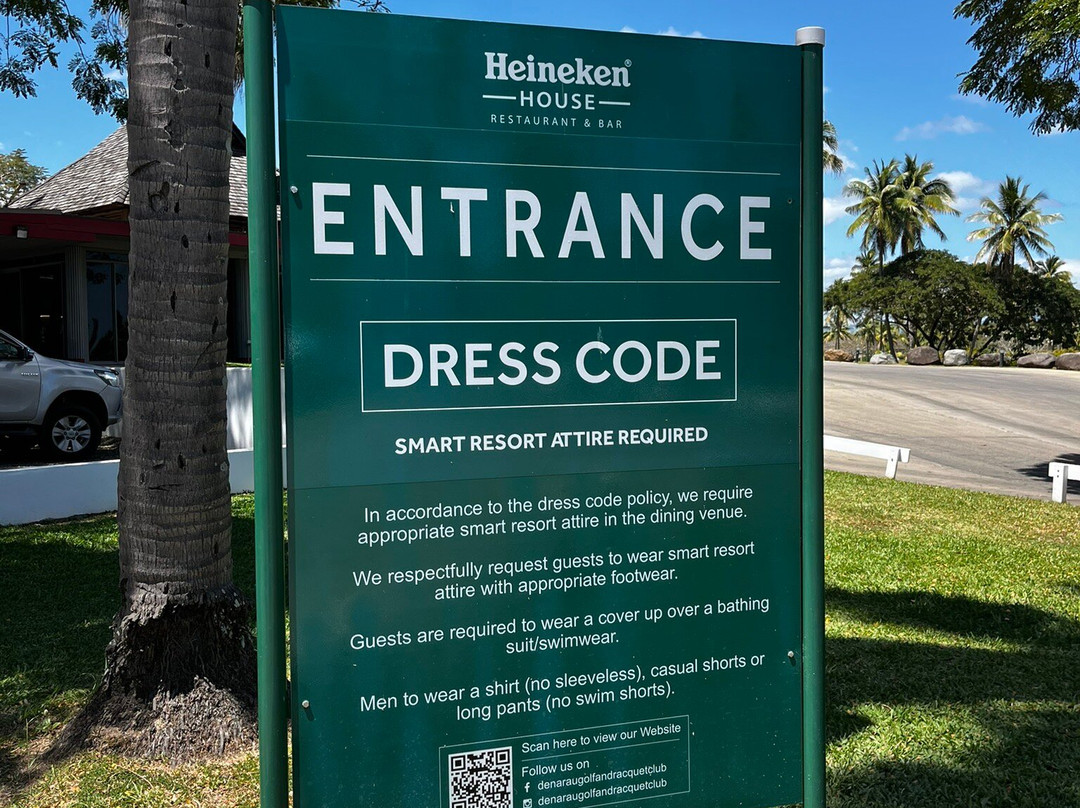 Heineken®
HOUSE
RESTAURANT & BAR
ENTRANCE
DRESS CODE
SMART RESORT ATTIRE REQUIRED
In accordance to the dress code policy, we require
appropriate smart resort attire in the dining venue.
We respectfully request guests to wear smart resort
attire with appropriate footwear.
Guests are required to wear a cover up over a bathing
suit/swimwear.
Men to wear a shirt (no sleeveless), casual shorts or
long pants (no swim shorts).
Scan here to view our Website
Follow us on
denaraugolfandracquetclub
denaraugolfandracquetclub